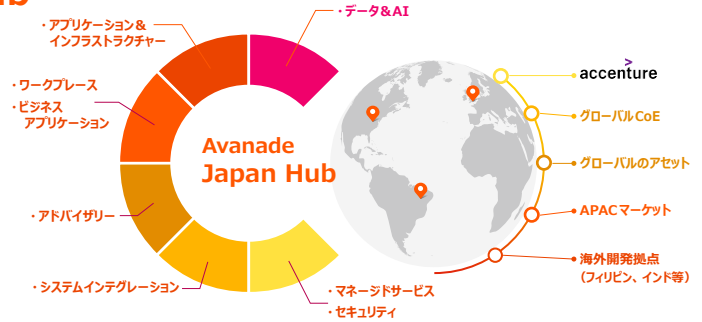 ・データ&AI
・アプリケーション&
インフラストラクチャー
・ワークプレース
・ビジネス
アプリケーション
・アドバイザリー
・システムインテグレーション
・マネージドサービス
・セキュリティ
Avanade
Japan Hub
accenture
グローバルCoE
グローバルのアセット
APACマーケット
海外開発拠点
（フィリピン、インド等）